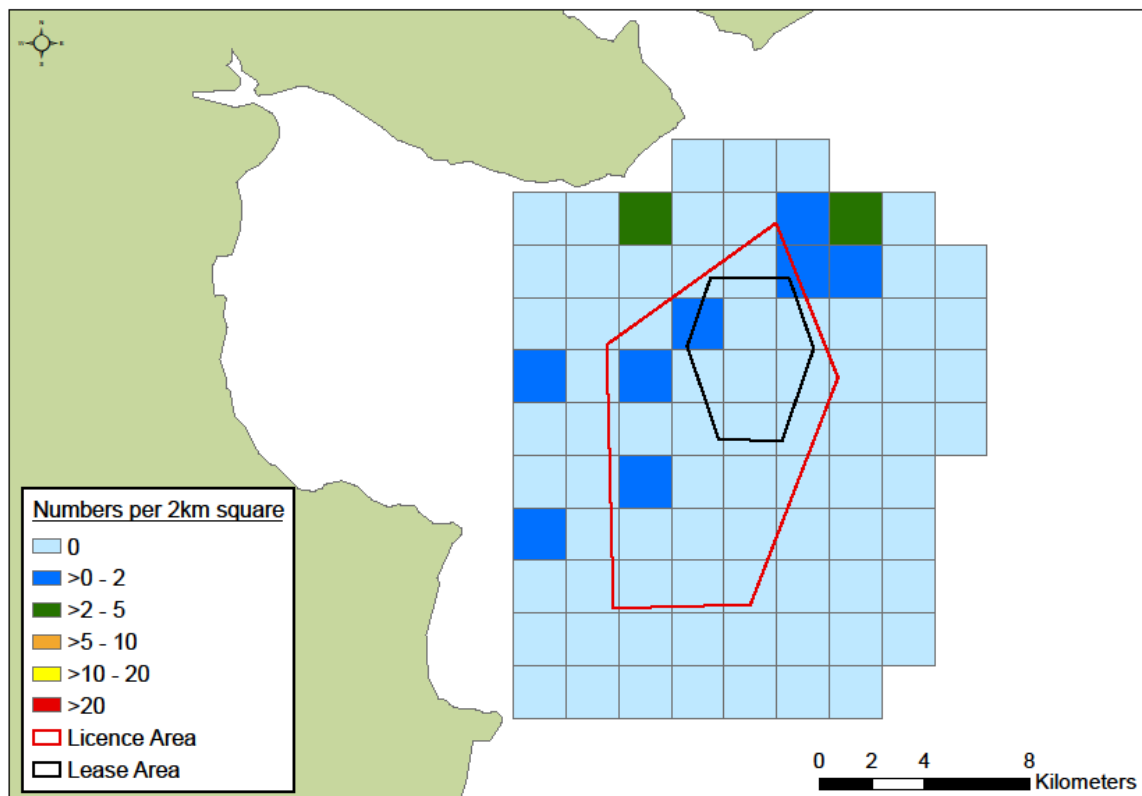 N
E
S
Numbers per 2km square
0
>0 - 2
>2 - 5
>5 - 10
>10 - 20
>20
Licence Area
Lease Area
0 2 4 8
Kilometers